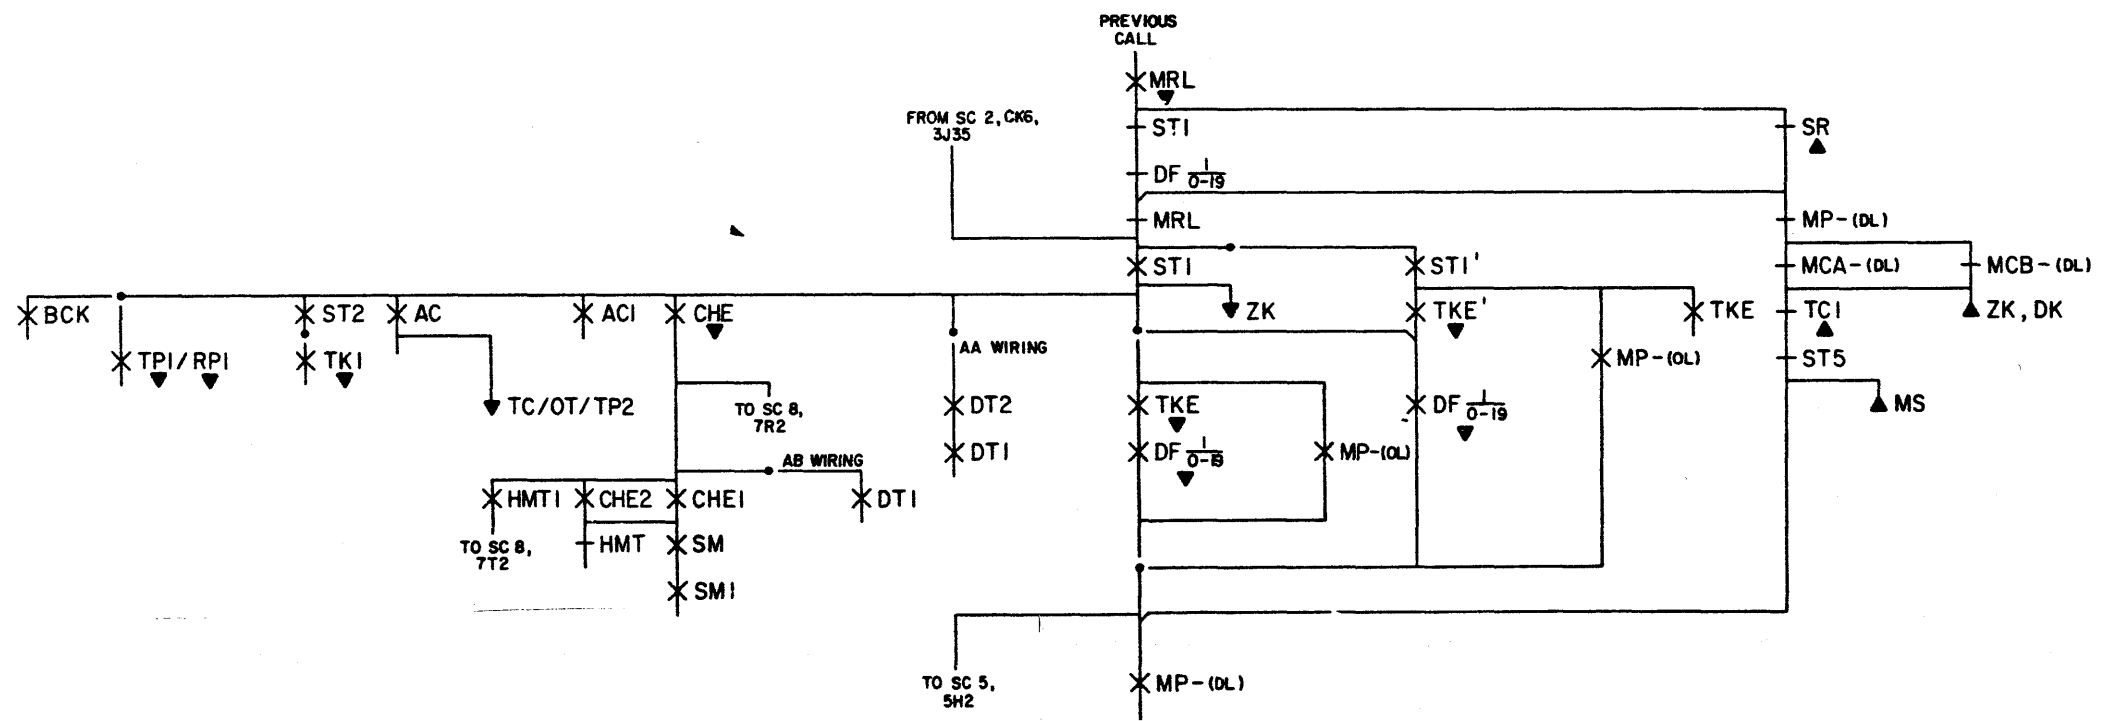 PREVIOUS
CALL
MRL
FROM SC 2, CK6,
3J35
ST1
SR
DF 1/0-19
MRL
MP-(DL)
ST1
ST1'
MCA-(DL)
MCB-(DL)
BCK
ST2
AC
AC1
CHE
ZK
TKE'
TKE
TC1
ZK, DK
AA WIRING
TP1/RP1
TK1
MP-(OL)
ST5
TC/OT/TP2
TO SC 8,
7R2
DT2
TKE
DF 1/0-19
MS
DT1
DF 1/0-19
MP-(OL)
AB WIRING
HMT1
CHE2
CHE1
DT1
TO SC 8,
7T2
HMT
SM
SM1
TO SC 5,
5H2
MP-(DL)